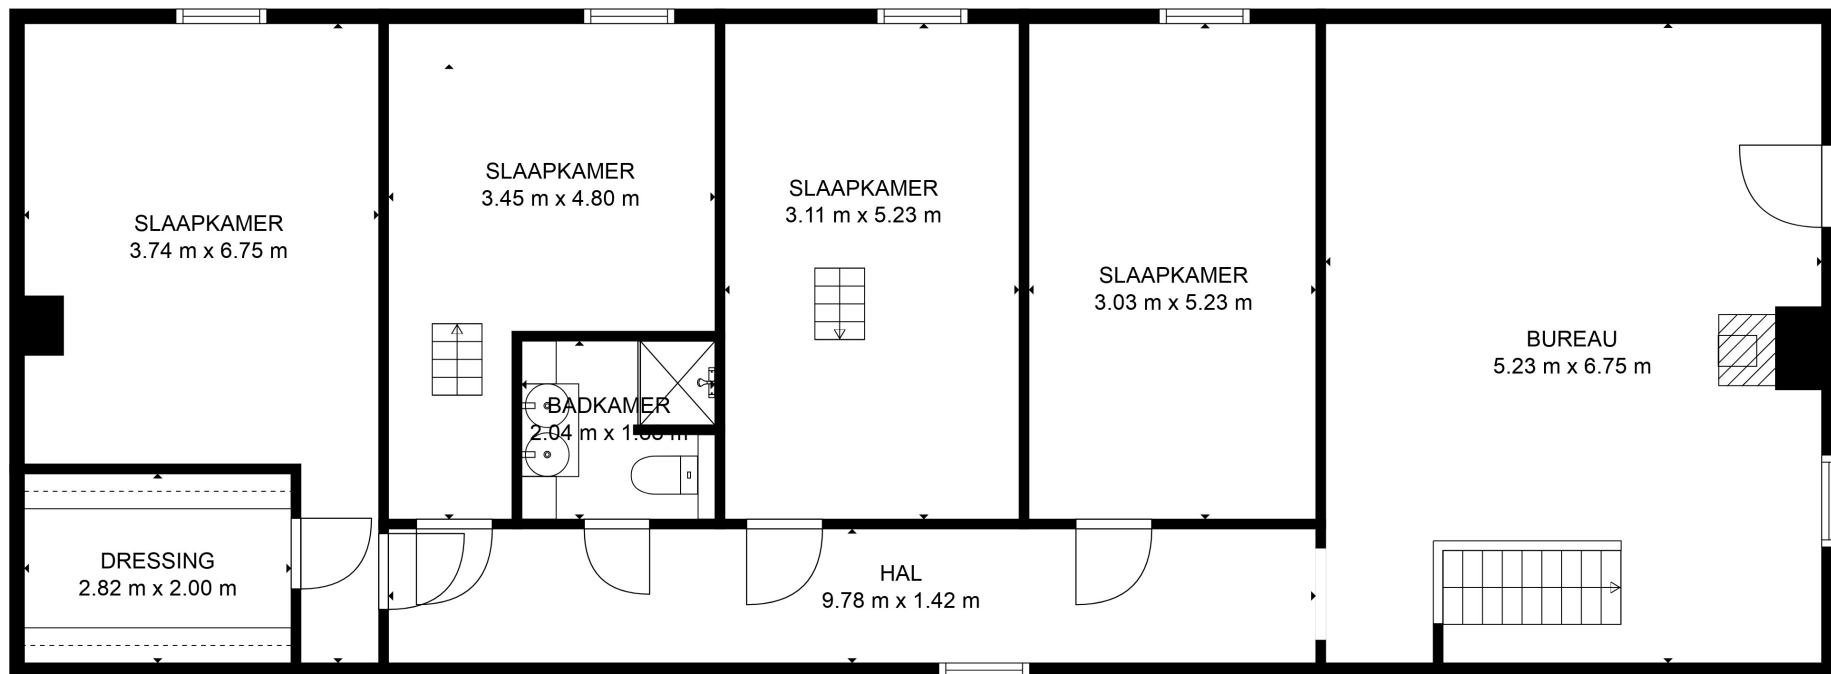 SLAAPKAMER
3.74 m x 6.75 m
SLAAPKAMER
3.45 m x 4.80 m
SLAAPKAMER
3.11 m x 5.23 m
SLAAPKAMER
3.03 m x 5.23 m
BUREAU
5.23 m x 6.75 m
BADKAMER
2.04 m x
DRESSING
2.82 m x 2.00 m
HAL
9.78 m x 1.42 m